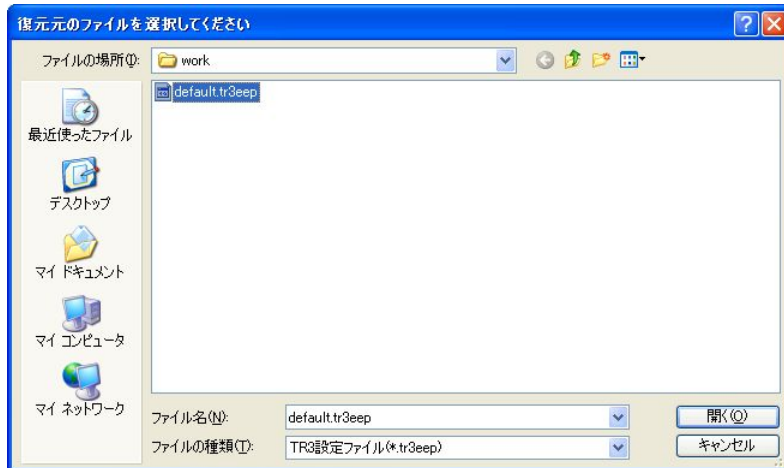 復元元のファイルを選択してください
ファイルの場所(I):
work
default.tr3eep
最近使ったファイル
デスクトップ
マイ ドキュメント
マイ コンピュータ
マイ ネットワーク
ファイル名(N):
default.tr3eep
開く(O)
ファイルの種類(T):
TR3設定ファイル(*.tr3eep)
キャンセル